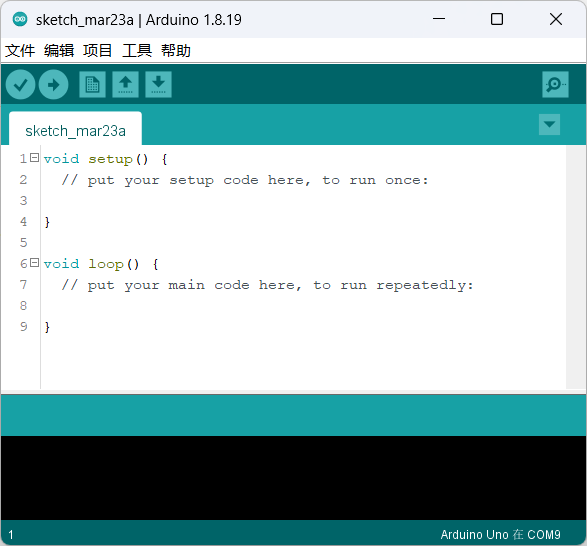 sketch_mar23a | Arduino 1.8.19
文件 编辑 项目 工具 帮助
sketch_mar23a
1 void setup() {
2 // put your setup code here, to run once:
3
4 }
5
6 void loop() {
7 // put your main code here, to run repeatedly:
8
9 }
1 Arduino Uno 在 COM9